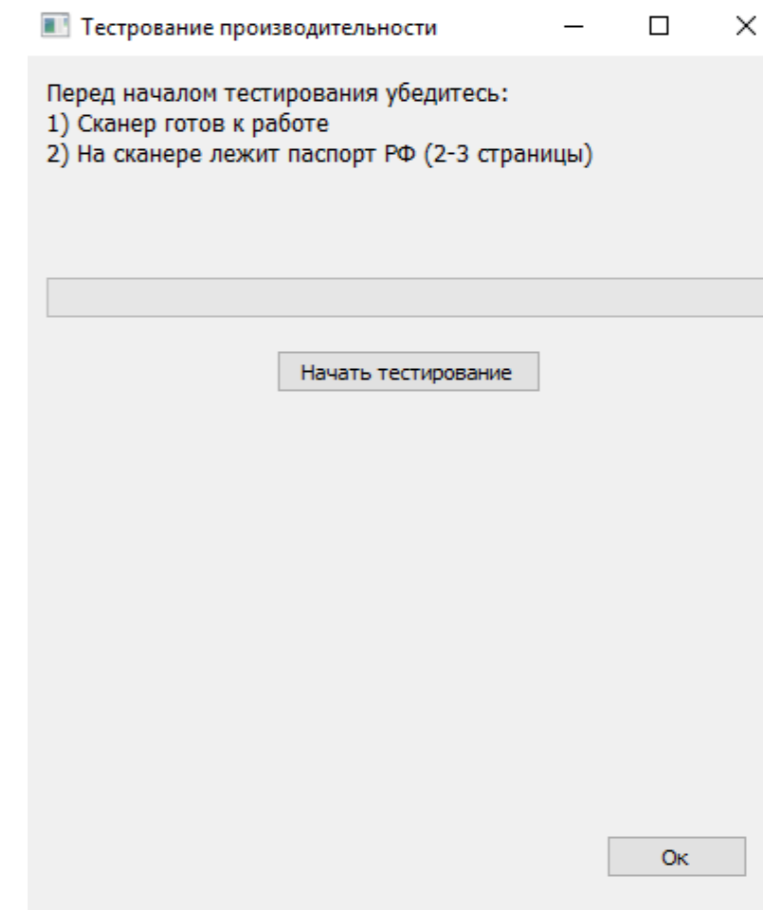 Тестрование производительности
Перед началом тестирования убедитесь:
1) Сканер готов к работе
2) На сканере лежит паспорт РФ (2-3 страницы)
Начать тестирование
Ок